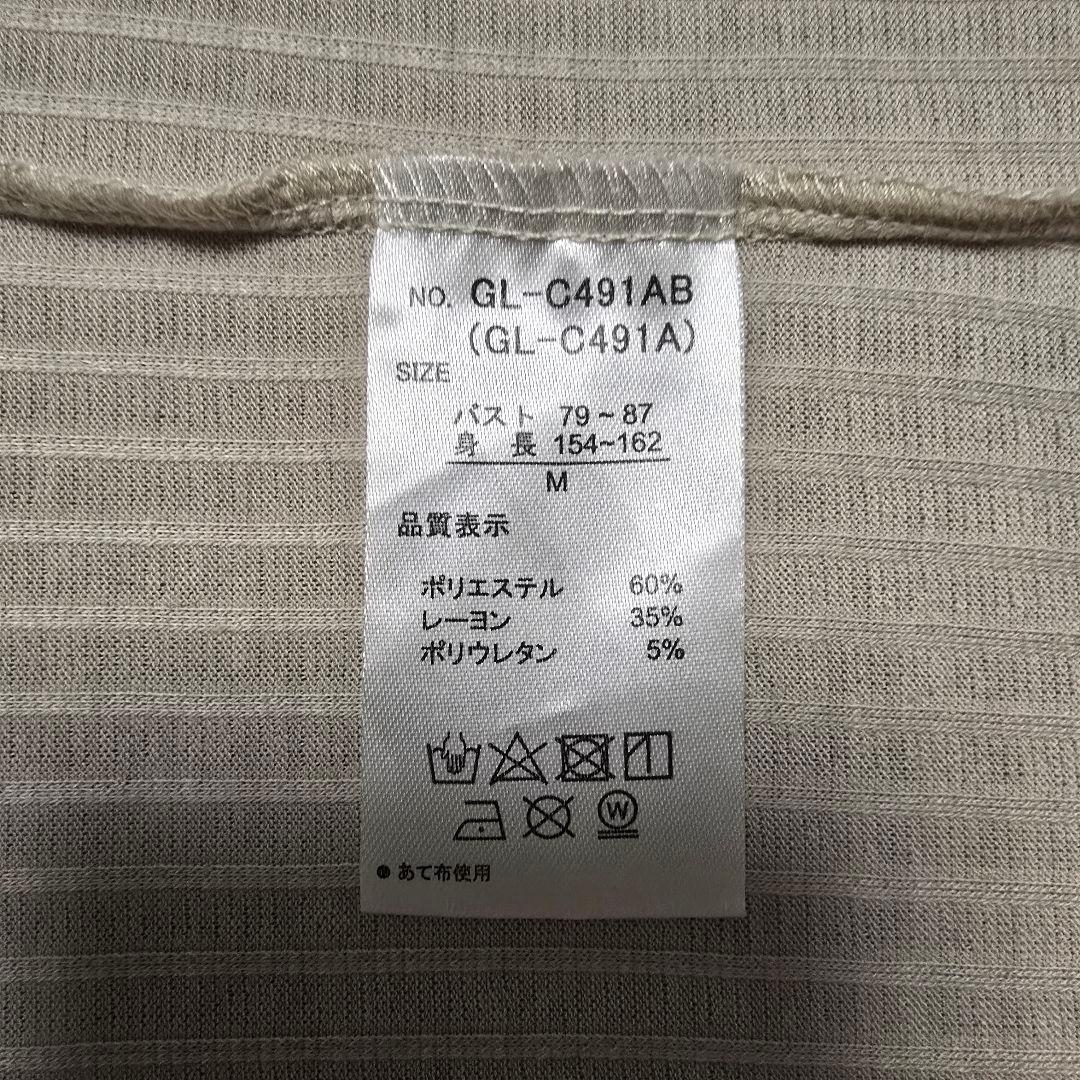 NO. GL-C491AB
(GL-C491A)
SIZE
バスト 79~87
身 長 154~162
M
品質表示
ポリエステル 60%
レーヨン 35%
ポリウレタン 5%
W
● あて布使用